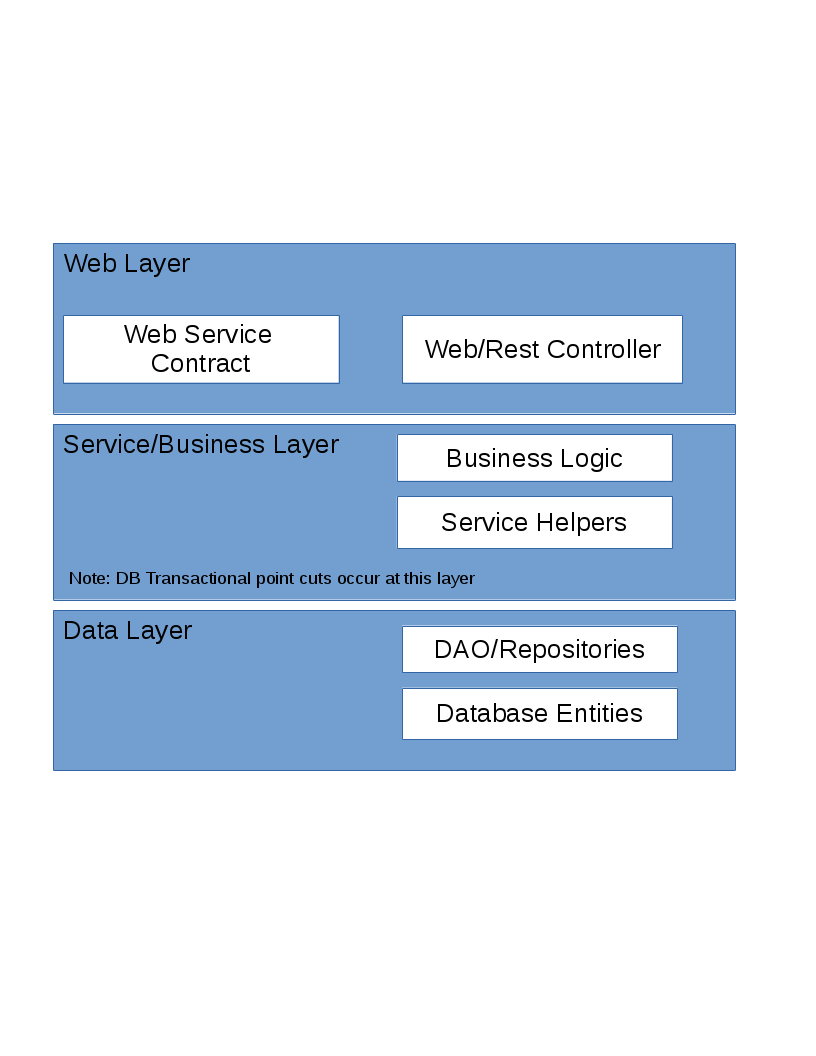 Web Layer
Web Service
Contract
Web/Rest Controller
Service/Business Layer
Business Logic
Service Helpers
Note: DB Transactional point cuts occur at this layer
Data Layer
DAO/Repositories
Database Entities